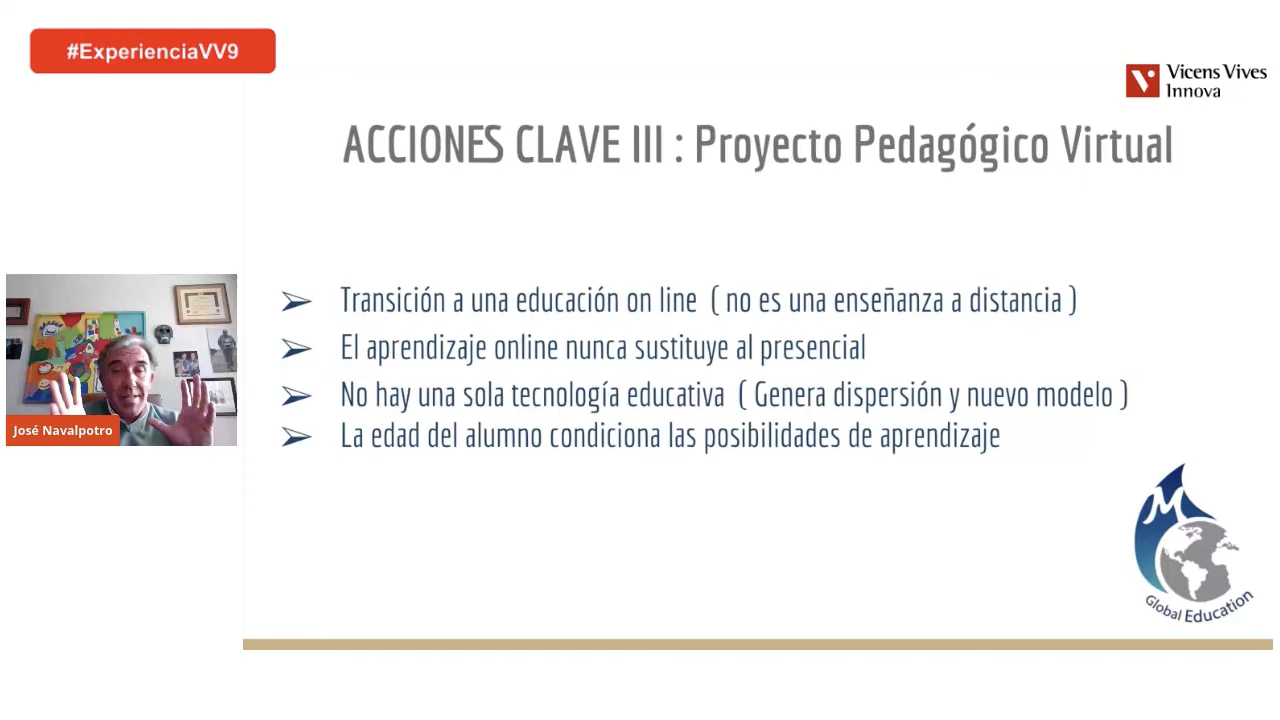 #ExperienciaVV9
Vicens Vives
Innova
ACCIONES CLAVE III : Proyecto Pedagógico Virtual
➢ Transición a una educación on line ( no es una enseñanza a distancia )
➢ El aprendizaje online nunca sustituye al presencial
➢ No hay una sola tecnología educativa ( Genera dispersión y nuevo modelo )
➢ La edad del alumno condiciona las posibilidades de aprendizaje
José Navalpotro
M
Global Education